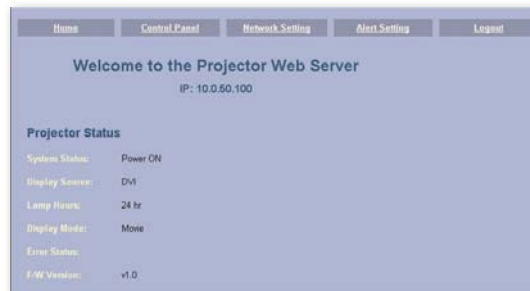 Home Control Panel Network Setting Alert Setting Logout
Welcome to the Projector Web Server
IP: 10.0.50.100
Projector Status
System Status: Power ON
Display Source: DVI
Lamp Hours: 24 hr
Display Mode: Movie
Error Status:
F/W Version: v1.0